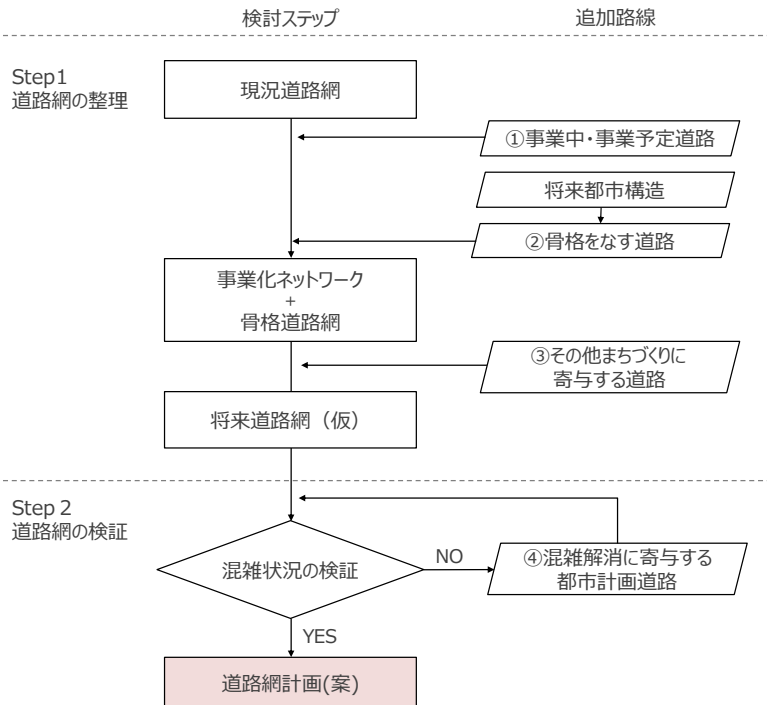 検討ステップ
追加路線
Step1
道路網の整理
現況道路網
①事業中・事業予定道路
将来都市構造
②骨格をなす道路
事業化ネットワーク
+
骨格道路網
③その他まちづくりに
寄与する道路
将来道路網（仮）
Step 2
道路網の検証
混雑状況の検証
NO
④混雑解消に寄与する
都市計画道路
YES
道路網計画(案)